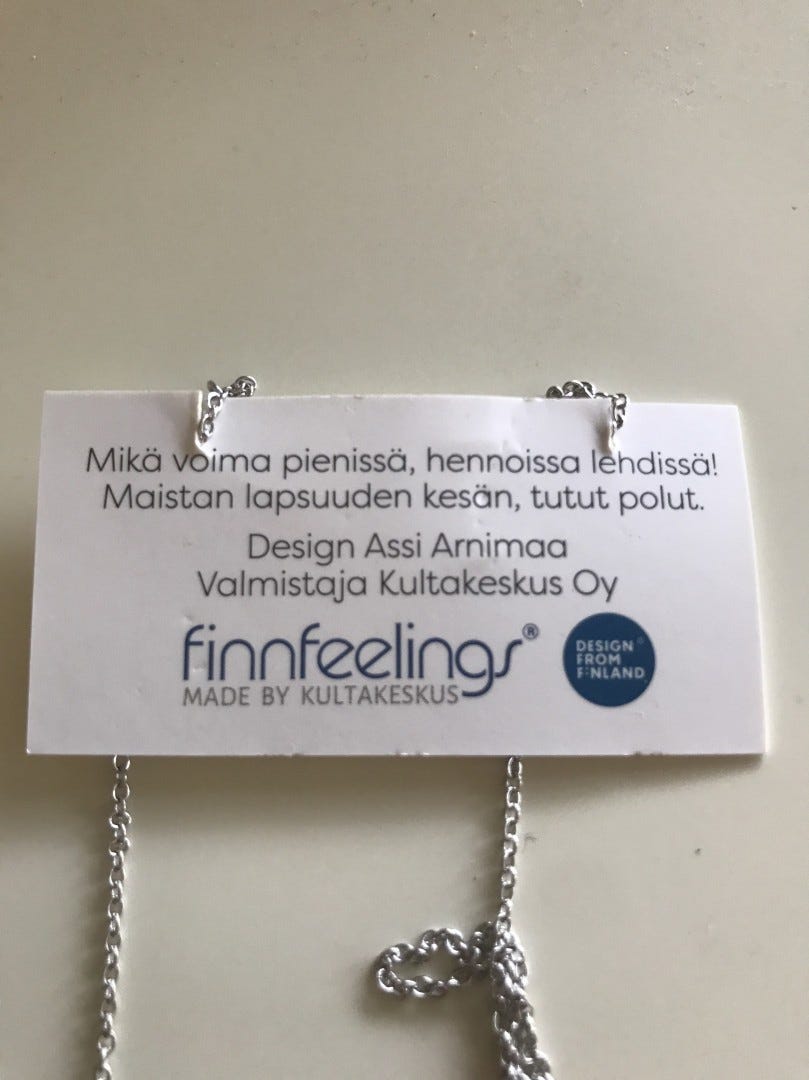 Mikä voima pienissä, hennoissa lehdissä!
Maistan lapsuuden kesän, tutut polut.
Design Assi Arnimaa
Valmistaja Kultakeskus Oy
finnfeelings®
MADE BY KULTAKESKUS
DESIGN
FROM
FINLAND